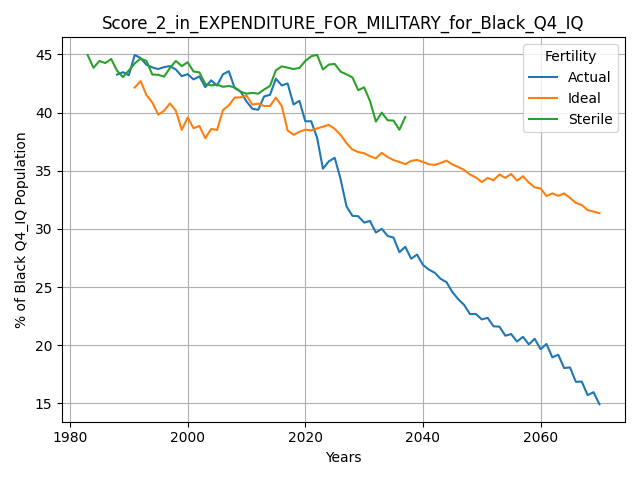 Score_2_in_EXPENDITURE_FOR_MILITARY_for_Black_Q4_IQ
% of Black Q4_IQ Population
45
40
35
30
25
20
15
1980
2000
2020
2040
2060
Years
Fertility
Actual
Ideal
Sterile